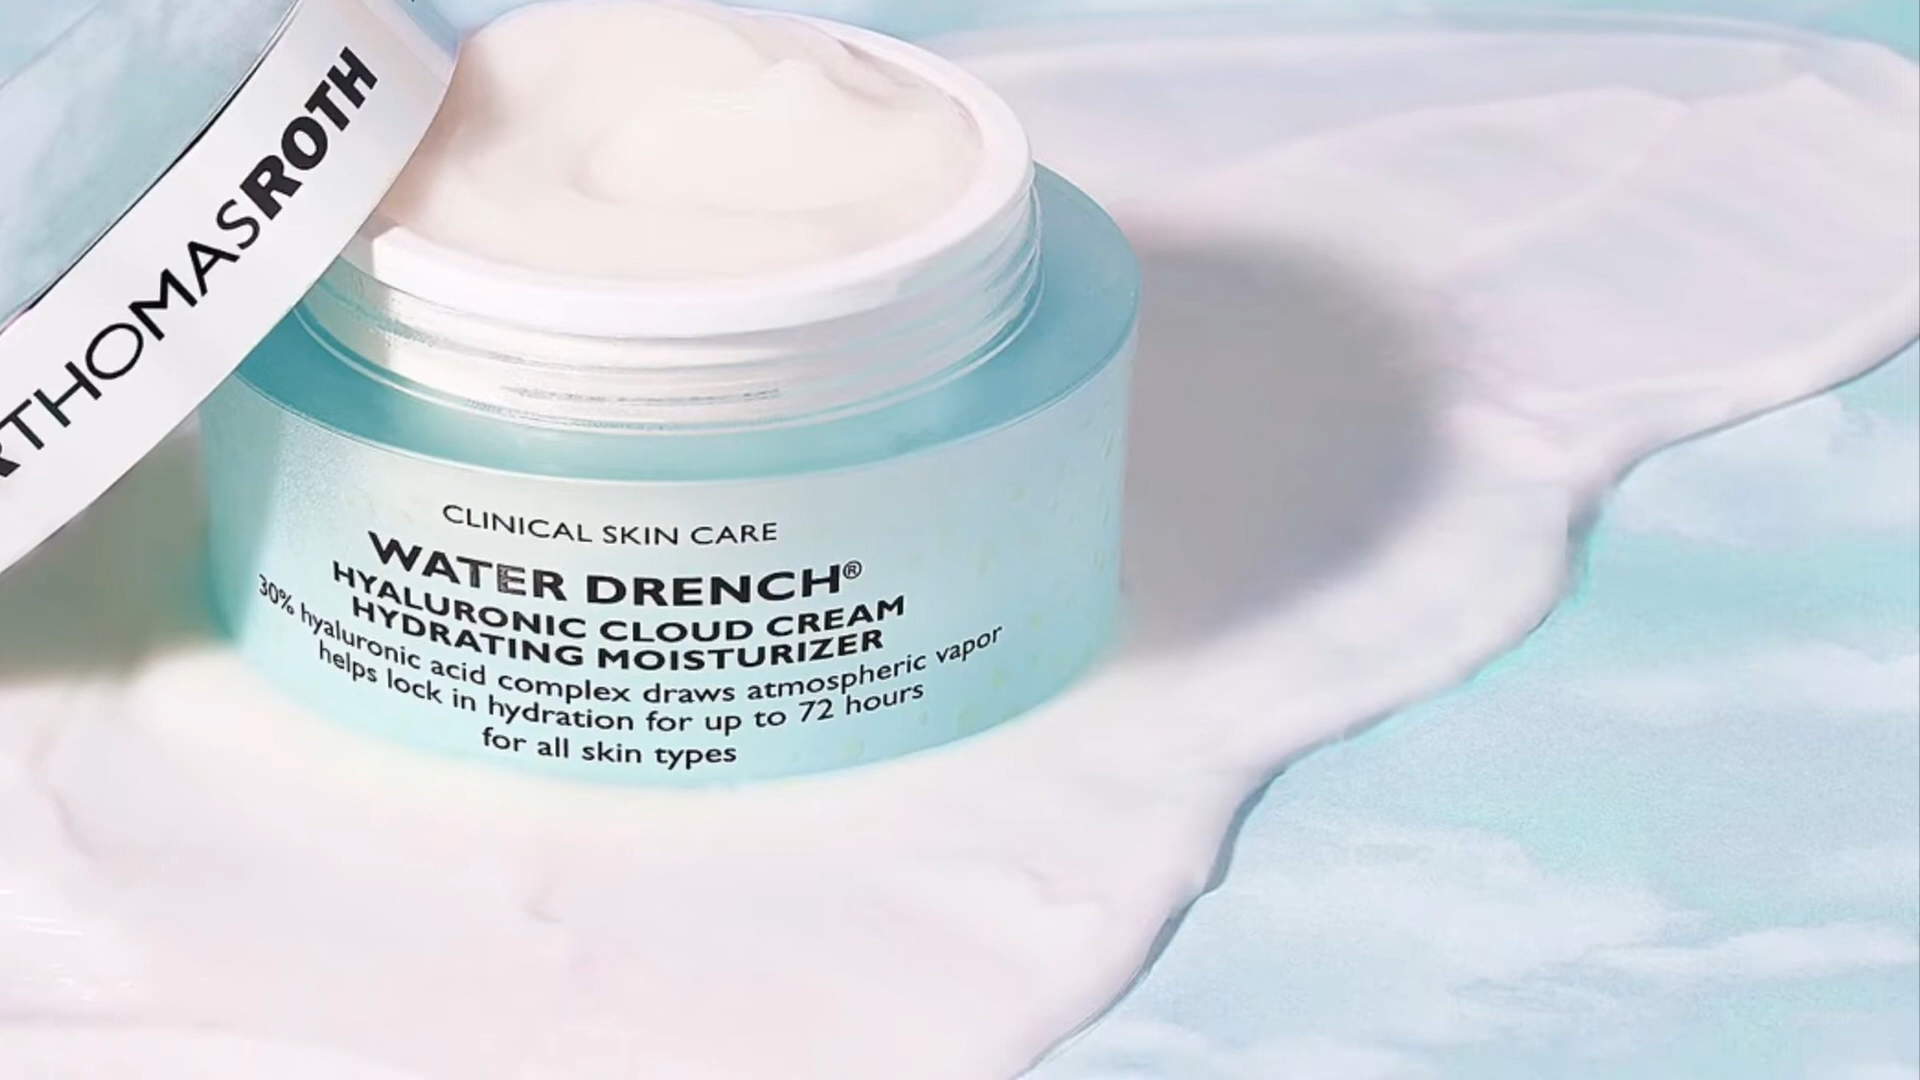 RTHOMASROTH
CLINICAL SKIN CARE
WATER DRENCH®
HYALURONIC CLOUD CREAM
HYDRATING MOISTURIZER
30% hyaluronic acid complex draws atmospheric vapor
helps lock in hydration for up to 72 hours
for all skin types